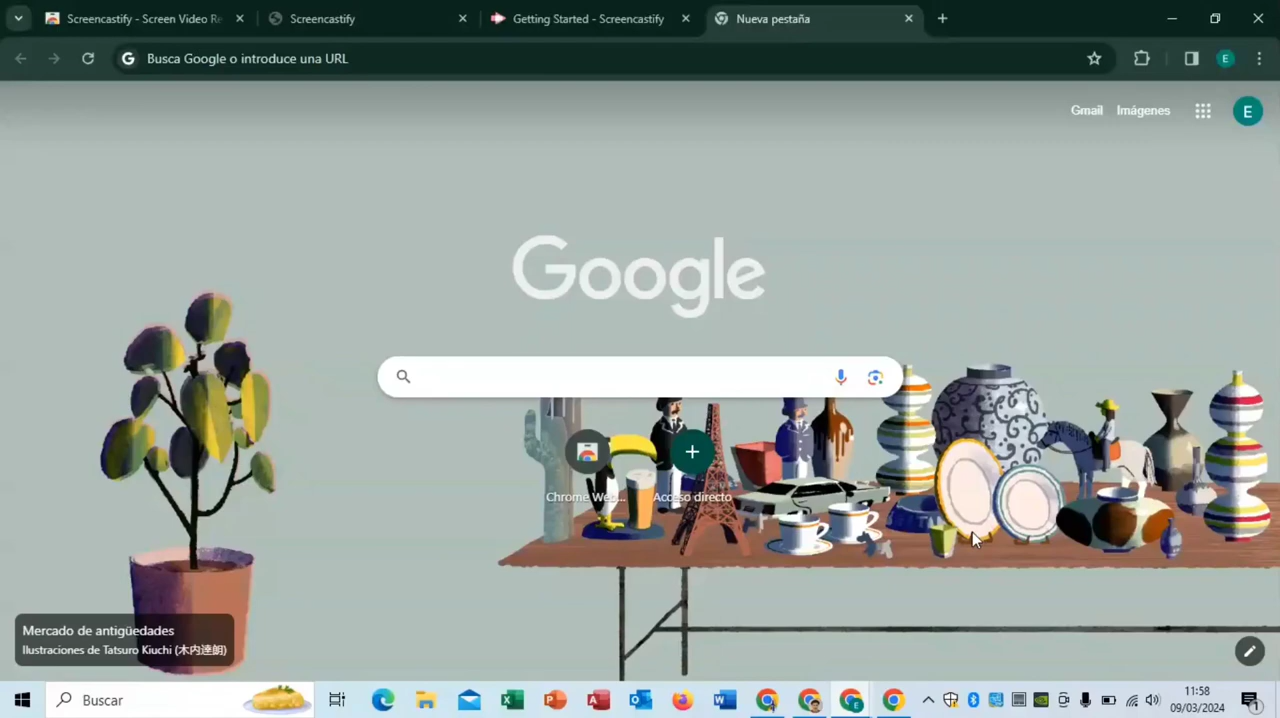 Screencastify - Screen Video Re
Screencastify
Getting Started - Screencastify
Nueva pestaña
Busca Google o introduce una URL
E
Gmail
Imágenes
E
Google
Chrome Web...
Acceso directo
Mercado de antigüedades
Ilustraciones de Tatsuro Kiuchi (木内達朗)
Buscar
11:58
09/03/2024